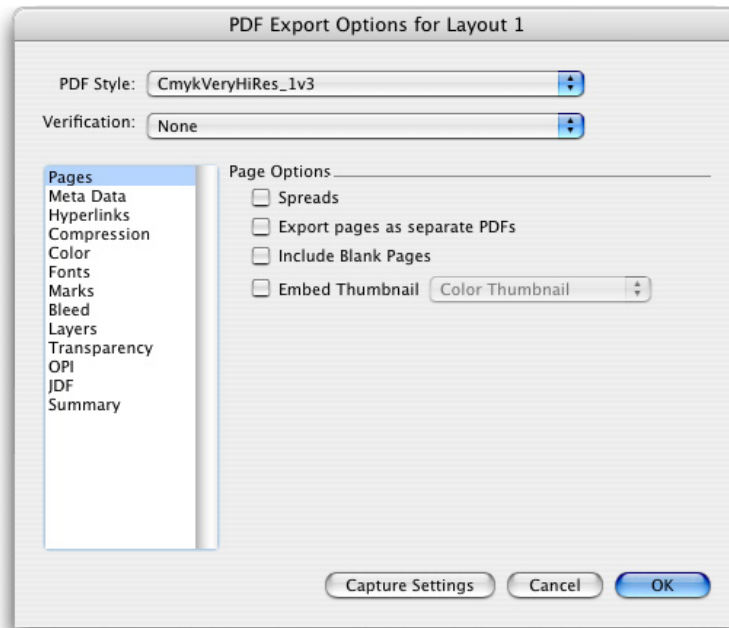 PDF Export Options for Layout 1
PDF Style: CmykVeryHiRes_1v3
Verification: None
Pages
Meta Data
Hyperlinks
Compression
Color
Fonts
Marks
Bleed
Layers
Transparency
OPI
JDF
Summary
Page Options
Spreads
Export pages as separate PDFs
Include Blank Pages
Embed Thumbnail Color Thumbnail
Capture Settings Cancel OK